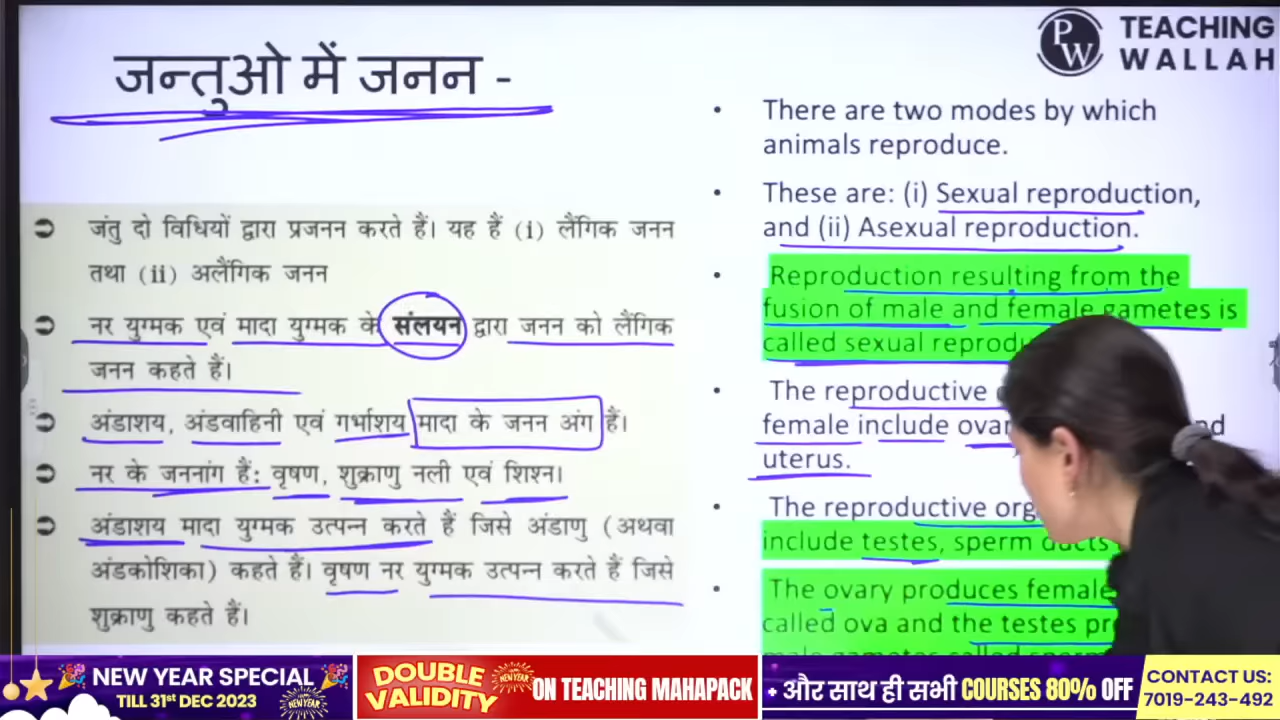 जन्तुओ में जनन -
जंतु दो विधियों द्वारा प्रजनन करते हैं। यह हैं (i) लैंगिक जनन
तथा (ii) अलैंगिक जनन
नर युग्मक एवं मादा युग्मक के संलयन द्वारा जनन को लैंगिक
जनन कहते हैं।
अंडाशय, अंडवाहिनी एवं गर्भाशय मादा के जनन अंग हैं।
नर के जननांग हैं: वृषण, शुक्राणु नली एवं शिश्न।
अंडाशय मादा युग्मक उत्पन्न करते हैं जिसे अंडाणु (अथवा
अंडकोशिका) कहते हैं। वृषण नर युग्मक उत्पन्न करते हैं जिसे
शुक्राणु कहते हैं।
PW TEACHING
WALLAH
• There are two modes by which
animals reproduce.
• These are: (i) Sexual reproduction,
and (ii) Asexual reproduction.
• Reproduction resulting from the
fusion of male and female gametes is
called sexual
• The reproductive
female include
uterus.
• The reproductive
include testes, sperm ducts
• The ovary produces female
called ova and the testes
NEW YEAR SPECIAL
TILL 31st DEC 2023
DOUBLE
VALIDITY
NEW YEAR
ON TEACHING MAHAPACK
+ और साथ ही सभी COURSES 80% OFF
CONTACT US:
7019-243-492